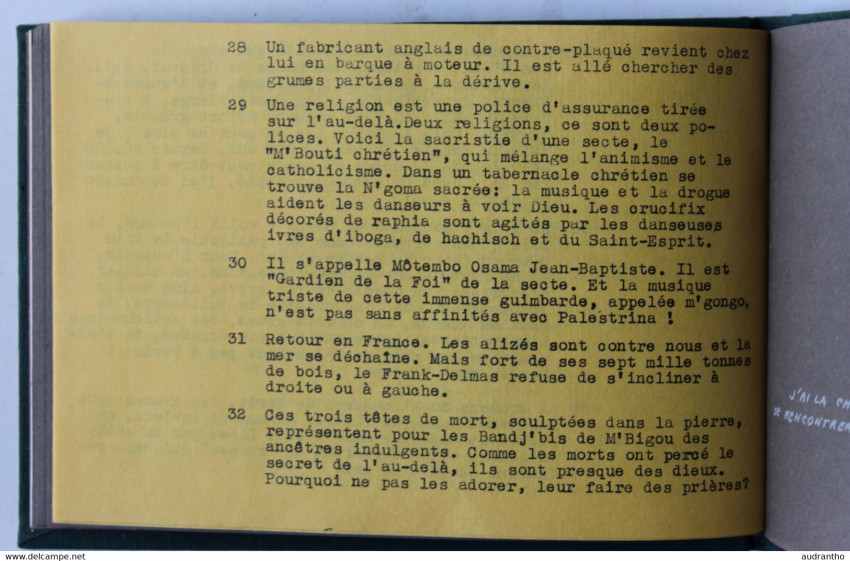 28 Un fabricant anglais de contre-plaqué revient chez
lui en barque à moteur. Il est allé chercher des
grumes parties à la dérive.
29 Une religion est une police d'assurance tirée
sur l'au-delà.Deux religions, ce sont deux po-
lices. Voici la sacristie d'une secte, le
"M'Bouti chrétien", qui mélange l'animisme et le
catholicisme. Dans un tabernacle chrétien se
trouve la N'goma sacrée: la musique et la drogue
aident les danseurs à voir Dieu. Les crucifix
décorés de raphia sont agités par les danseuses
ivres d'iboga, de hachisch et du Saint-Esprit.
30 Il s'appelle Môtembo Osama Jean-Baptiste. Il est
"Gardien de la Foi" de la secte. Et la musique
triste de cette immense guimbarde, appelée m'gongo,
n'est pas sans affinités avec Palestrina !
31 Retour en France. Les alizés sont contre nous et la
mer se déchaîne. Mais fort de ses sept mille tonnes
de bois, le Frank-Delmas refuse de s'incliner à
droite ou à gauche.
32 Ces trois têtes de mort, sculptées dans la pierre,
représentent pour les Bandj'bis de M'Bigou des
ancêtres indulgents. Comme les morts ont percé le
secret de l'au-delà, ils sont presque des dieux.
Pourquoi ne pas les adorer, leur faire des prières?
J'AI LA CH
DE RENCONTRER
www.delcampe.net
audrantho